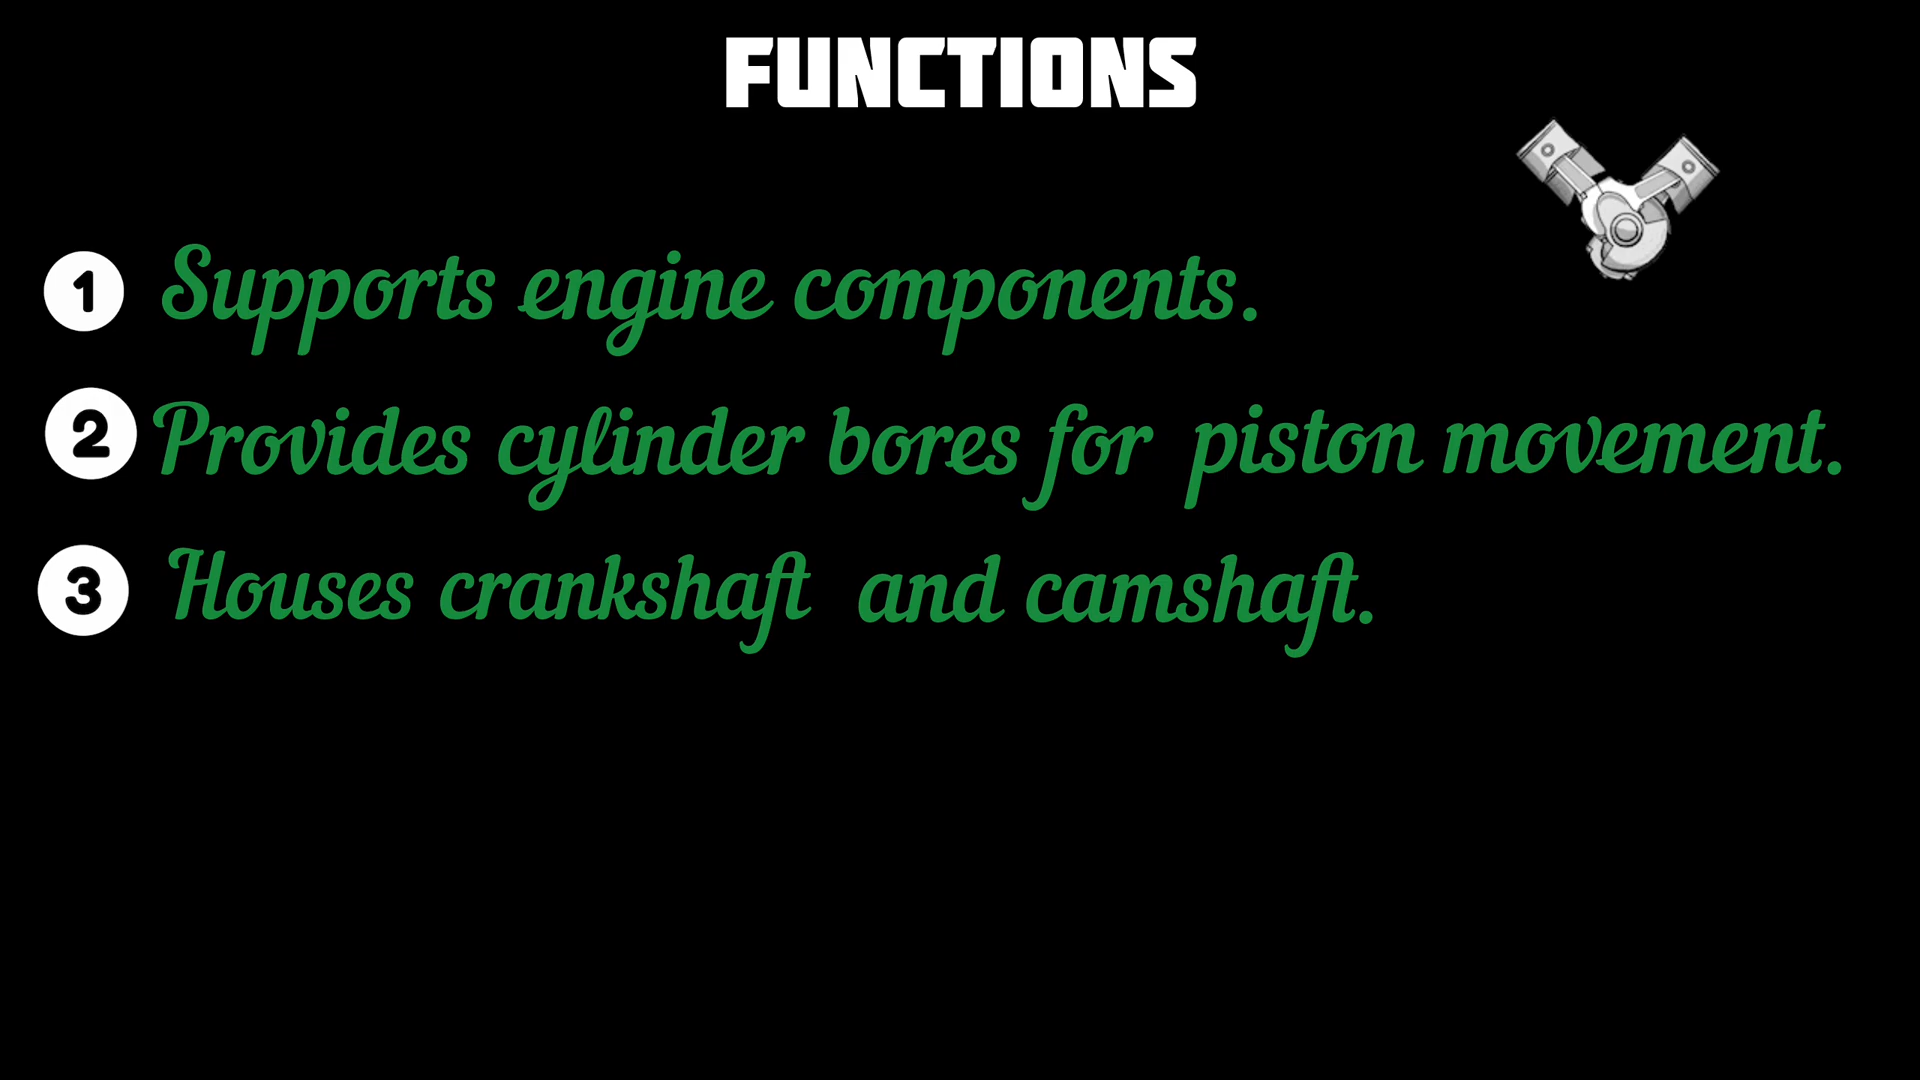 FUNCTIONS
1 Supports engine components.
2 Provides cylinder bores for piston movement.
3 Houses crankshaft and camshaft.